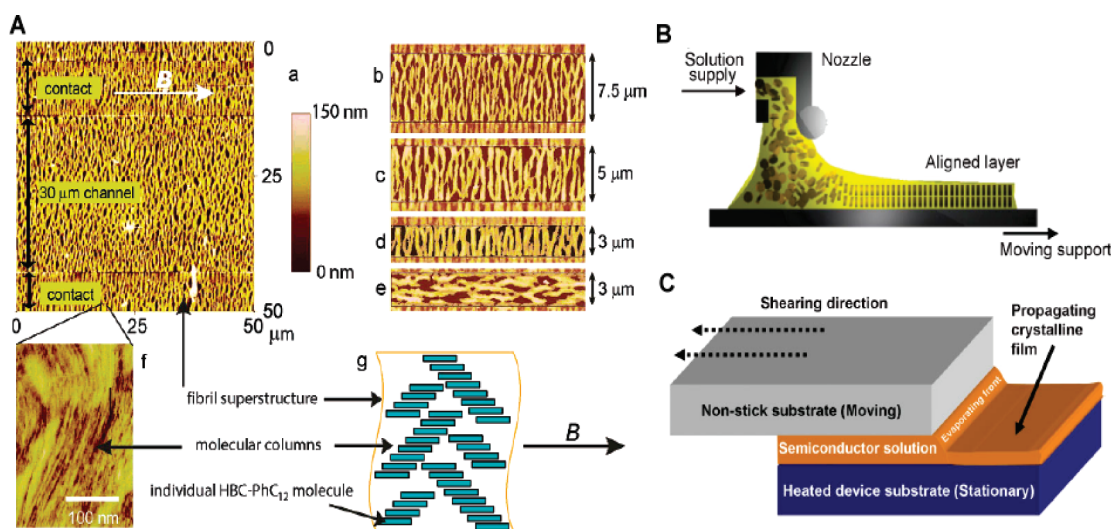 A
0
contact
B
a
150 nm
30 μm channel
25
0 nm
contact
50
0
25
50
μm
b
7.5 μm
c
5 μm
d
3 μm
e
3 μm
f
100 nm
g
fibril superstructure
molecular columns
individual HBC-PhC12 molecule
B
B
Solution
supply
Nozzle
Aligned layer
Moving support
C
Shearing direction
Propagating
crystalline
film
Non-stick substrate (Moving)
Evaporating front
Semiconductor solution
Heated device substrate (Stationary)